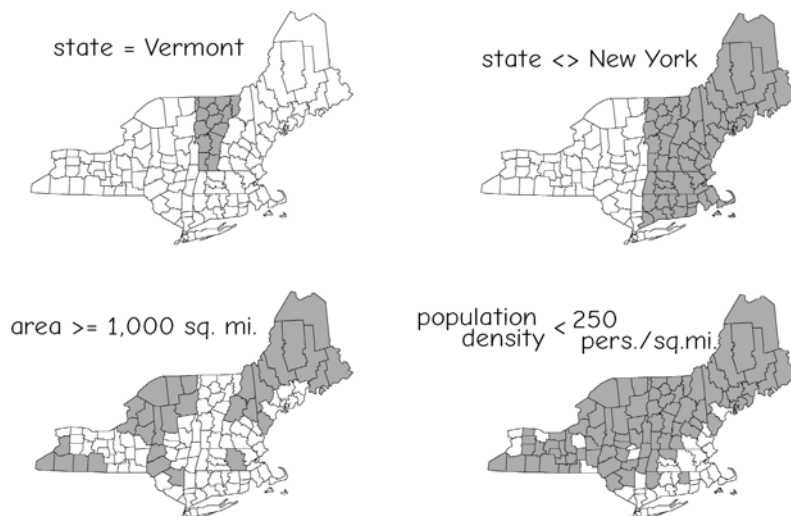 state = Vermont
state <> New York
area >= 1,000 sq. mi.
population density < 250 pers./sq.mi.